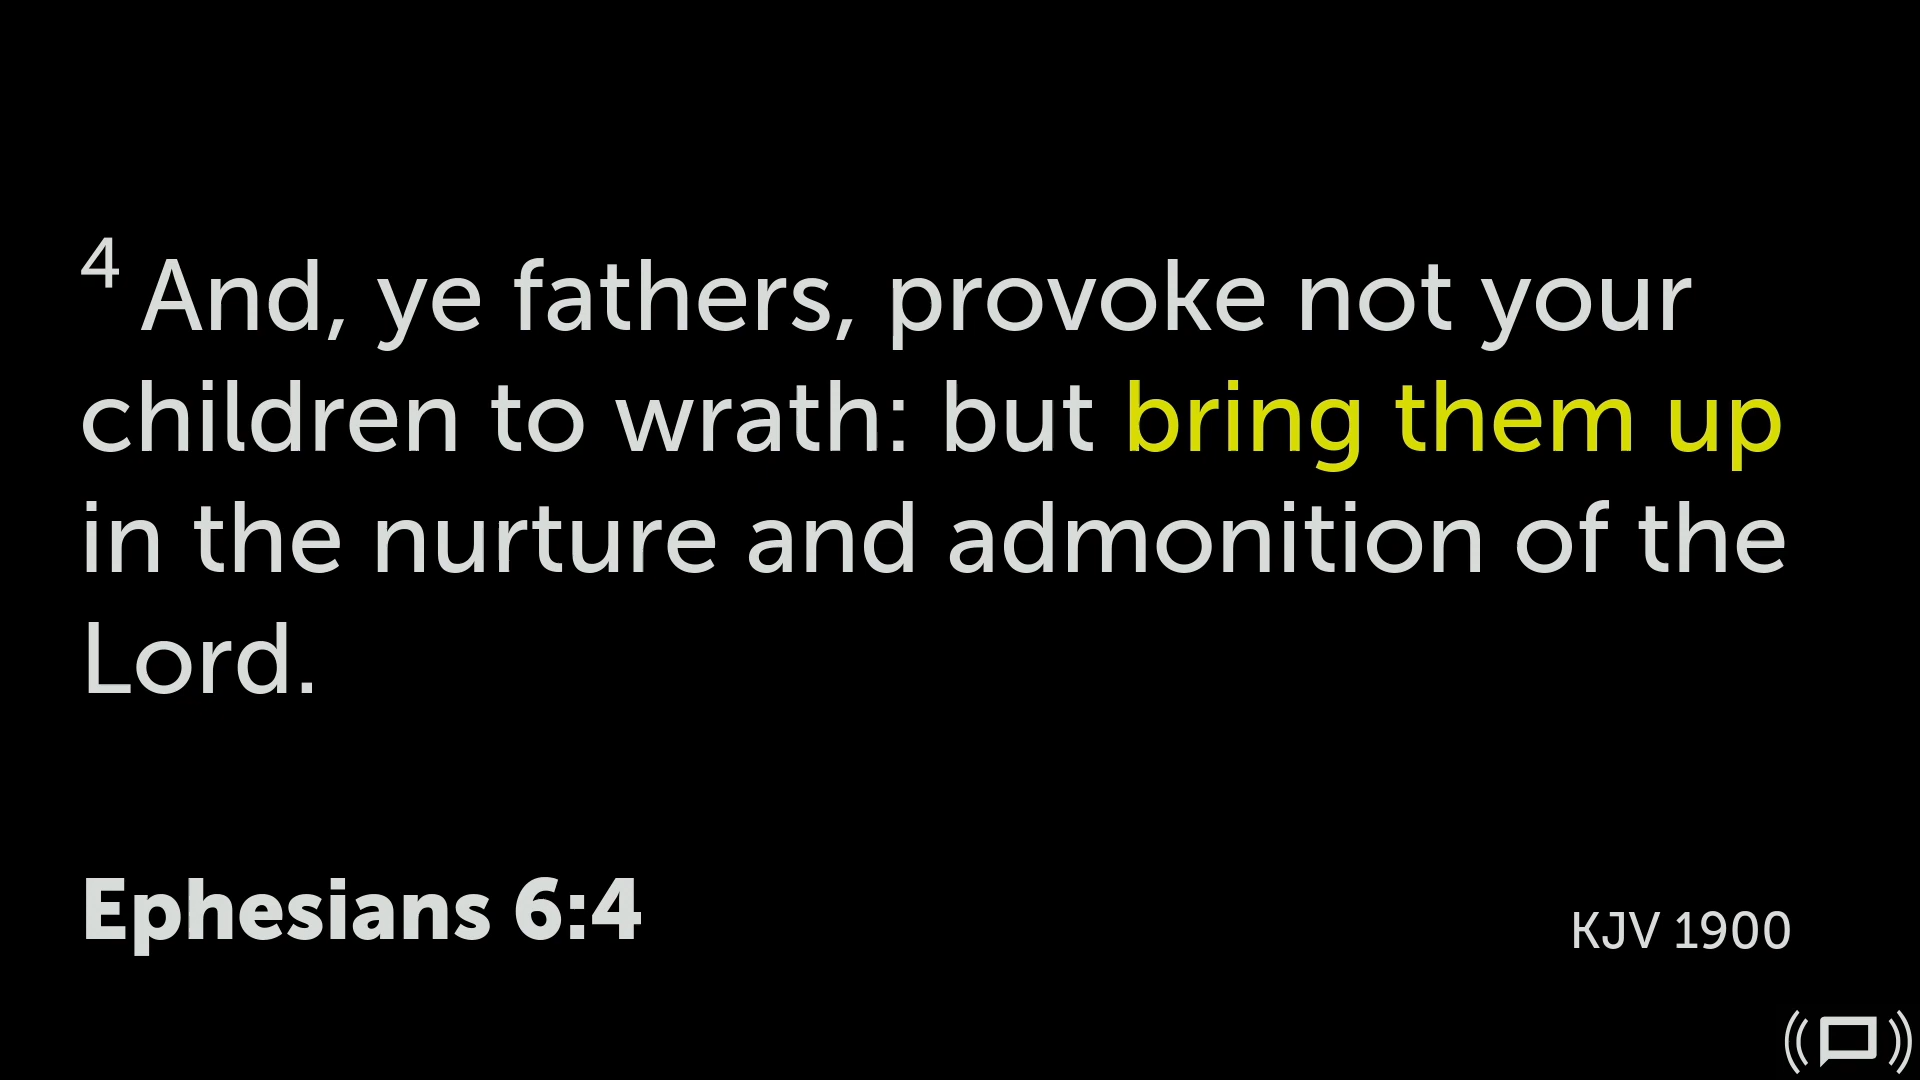 4 And, ye fathers, provoke not your
children to wrath: but bring them up
in the nurture and admonition of the
Lord.
Ephesians 6:4
KJV 1900